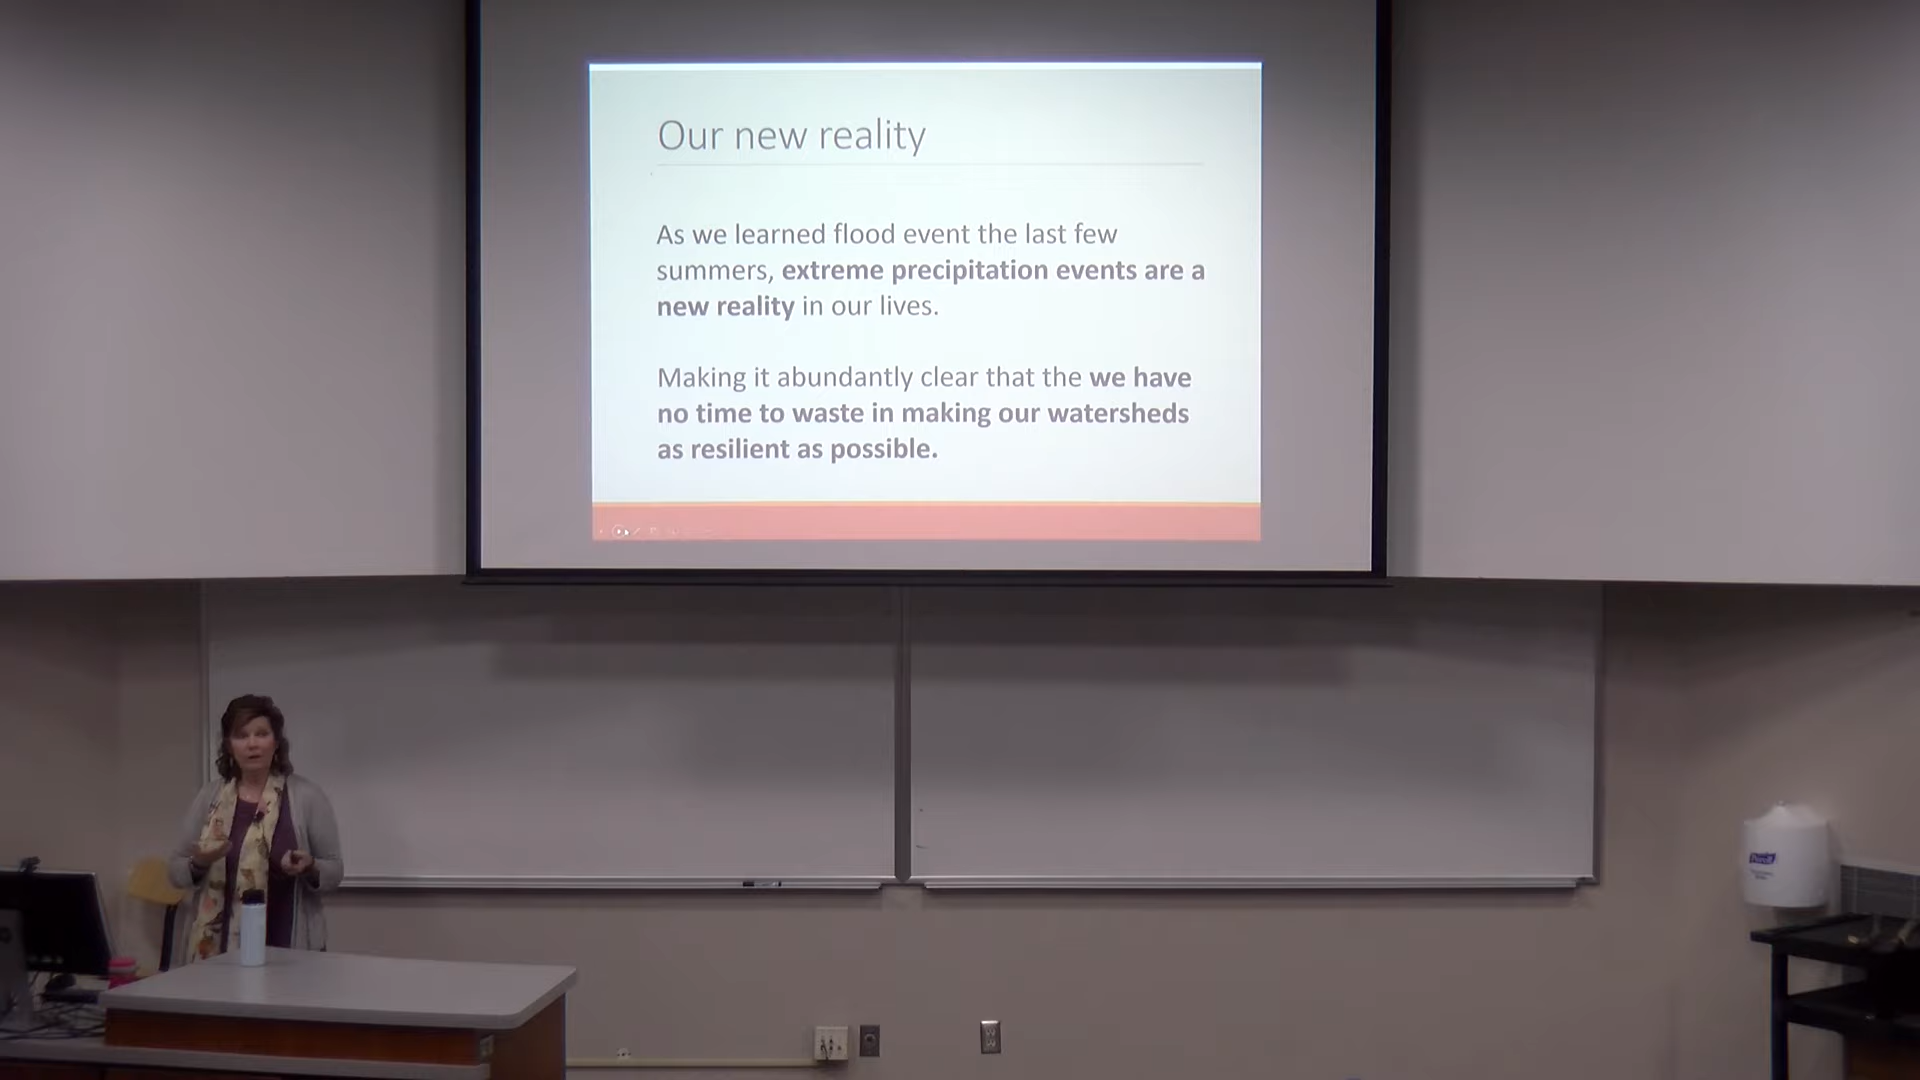 Our new reality
As we learned flood event the last few
summers, extreme precipitation events are a
new reality in our lives.
Making it abundantly clear that the we have
no time to waste in making our watersheds
as resilient as possible.